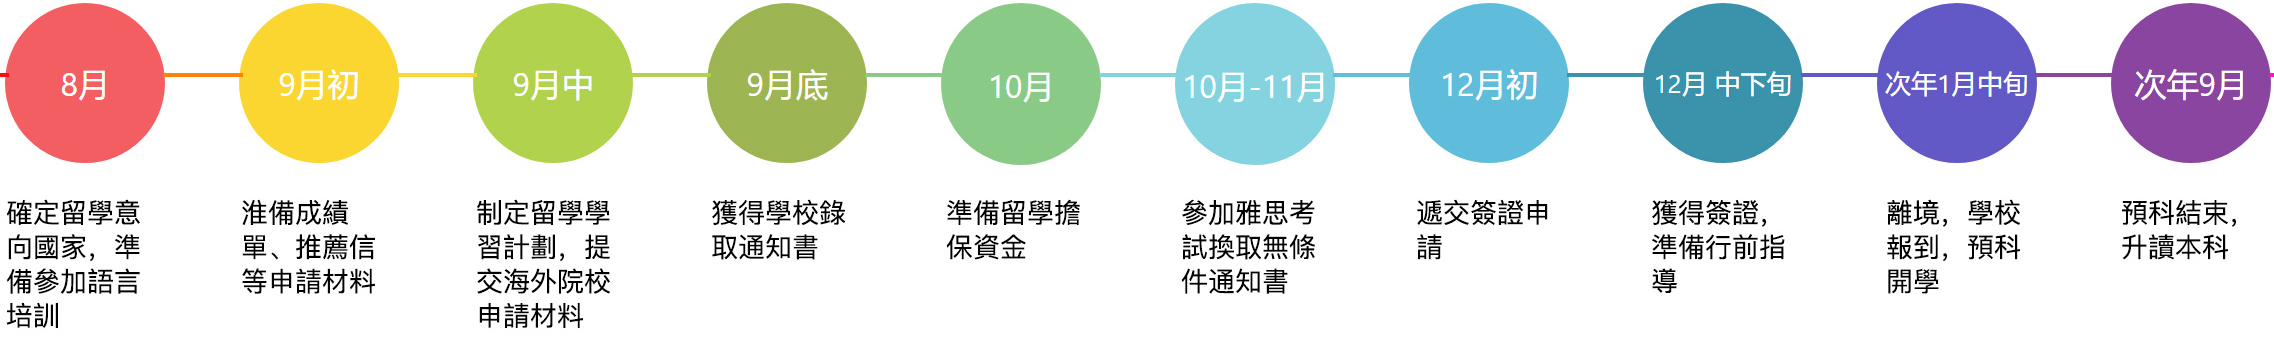 8月
9月初
9月中
9月底
10月
10月-11月
12月初
12月 中下旬
次年1月中旬
次年9月
確定留學意
向國家，準
備參加語言
培訓
淮備成績
單、推薦信
等申請材料
制定留學學
習計劃，提
交海外院校
申請材料
獲得學校錄
取通知書
準備留學擔
保資金
參加雅思考
試換取無條
件通知書
遞交簽證申
請
獲得簽證，
準備行前指
導
離境，學校
報到，預科
開學
預科結束，
升讀本科